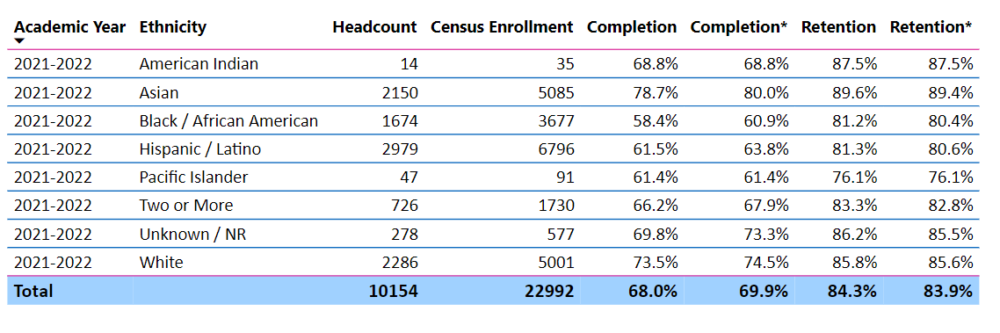 Academic Year Ethnicity Headcount Census Enrollment Completion Completion* Retention Retention*
2021-2022 American Indian 14 35 68.8% 68.8% 87.5% 87.5%
2021-2022 Asian 2150 5085 78.7% 80.0% 89.6% 89.4%
2021-2022 Black / African American 1674 3677 58.4% 60.9% 81.2% 80.4%
2021-2022 Hispanic / Latino 2979 6796 61.5% 63.8% 81.3% 80.6%
2021-2022 Pacific Islander 47 91 61.4% 61.4% 76.1% 76.1%
2021-2022 Two or More 726 1730 66.2% 67.9% 83.3% 82.8%
2021-2022 Unknown / NR 278 577 69.8% 73.3% 86.2% 85.5%
2021-2022 White 2286 5001 73.5% 74.5% 85.8% 85.6%
Total 10154 22992 68.0% 69.9% 84.3% 83.9%